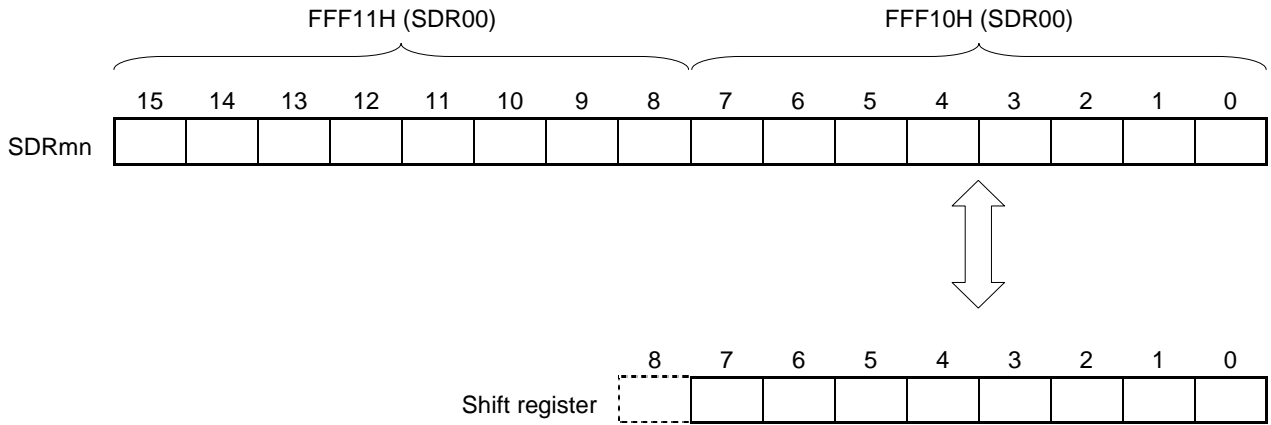 FFF11H (SDR00) FFF10H (SDR00)
15 14 13 12 11 10 9 8 7 6 5 4 3 2 1 0
SDRmn
8 7 6 5 4 3 2 1 0
Shift register